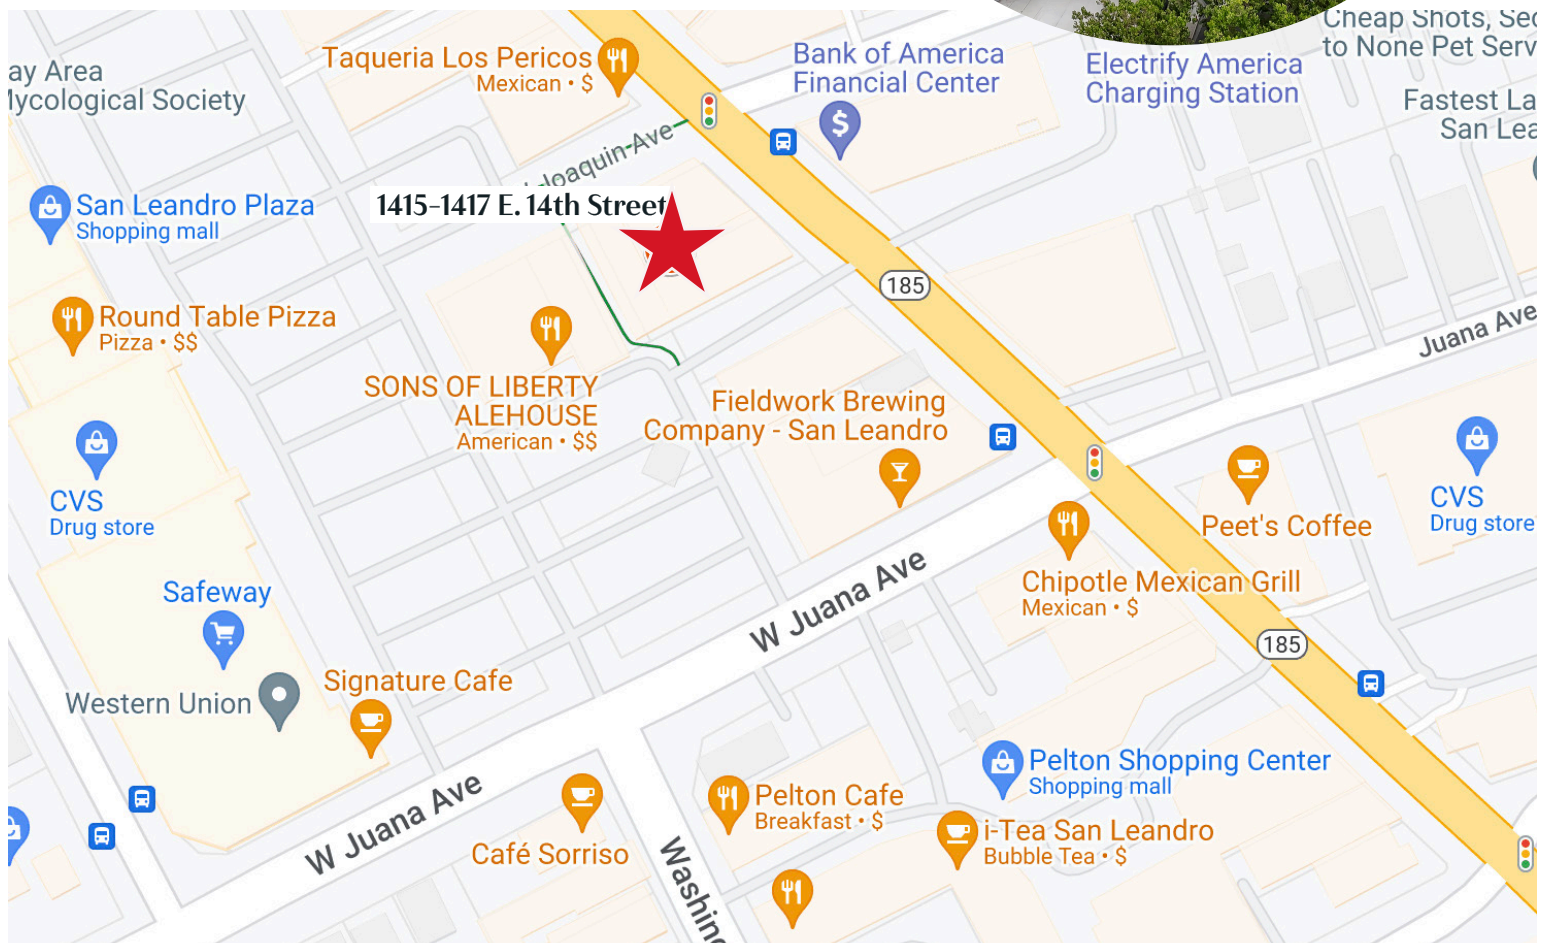 Cheap Shots, Sec
to None Pet Serv
Taqueria Los Pericos
Mexican • $
Bank of America
Financial Center
Electrify America
Charging Station
ay Area
Mycological Society
Fastest La
San Lea
Joaquin Ave
1415-1417 E. 14th Street
San Leandro Plaza
Shopping mall
185
Round Table Pizza
Pizza • $$
Juana Ave
SONS OF LIBERTY
ALEHOUSE
American • $$
Fieldwork Brewing
Company - San Leandro
CVS
Drug store
CVS
Drug store
Peet's Coffee
W Juana Ave
Chipotle Mexican Grill
Mexican • $
Safeway
185
Western Union
Signature Cafe
Pelton Shopping Center
Shopping mall
W Juana Ave
Pelton Cafe
Breakfast • $
Café Sorriso
i-Tea San Leandro
Bubble Tea • $
Washing